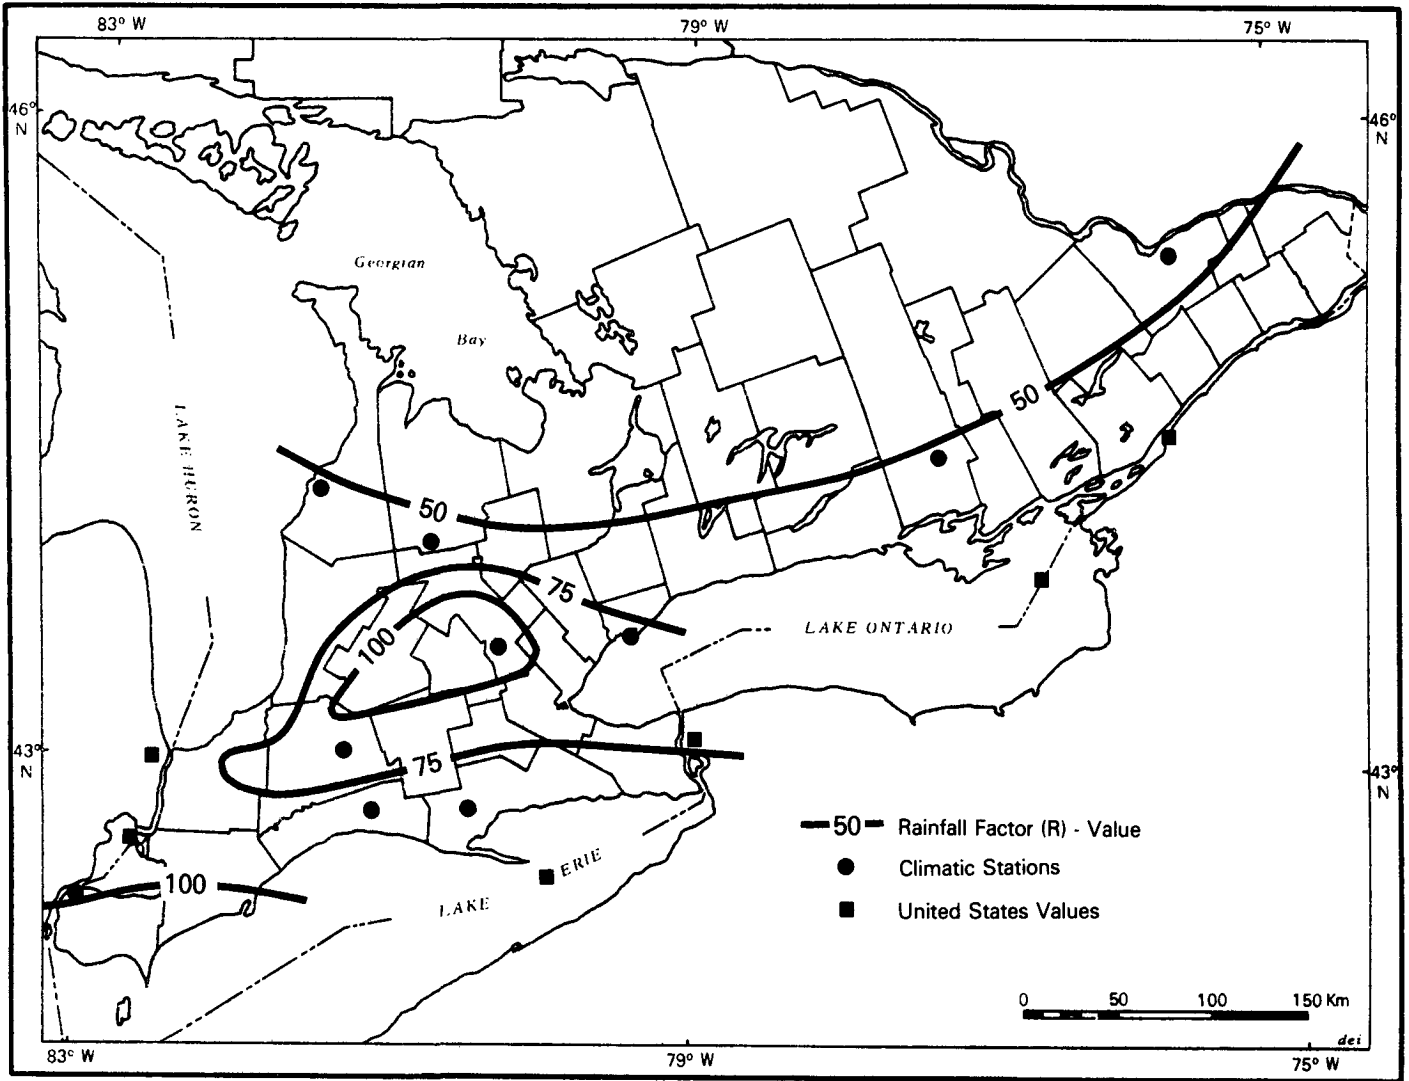 83° W
79° W
75° W
46°
N
46°
N
Georgian
Bay
LAKE HURON
50
50
75
100
LAKE ONTARIO
43°
N
75
43°
N
50 Rainfall Factor (R) - Value
Climatic Stations
United States Values
100
LAKE ERIE
0 50 100 150 Km
dei
83° W
79° W
75° W